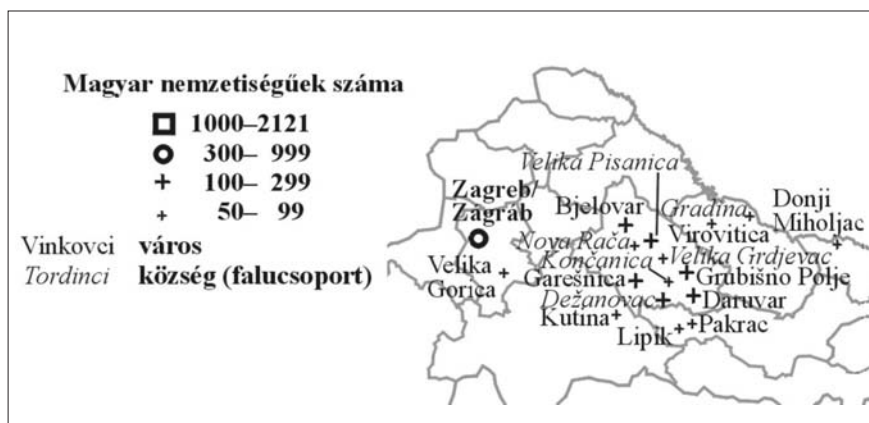 Magyar nemzetiségűek száma
1000–2121
300– 999
100– 299
50– 99
Vinkovci város
Tordinci község (falucsoport)
Velika Pisanica
Zagreb/
Zágráb
Bjelovar
Gradina
Donji
Miholjac
Virovitica
Nova Rača
Velika Grdjevac
Končanica
Velika
Gorica
Garešnica
Grubišno Polje
Dežanovac
Daruvar
Kutina
Lipik
Pakrac